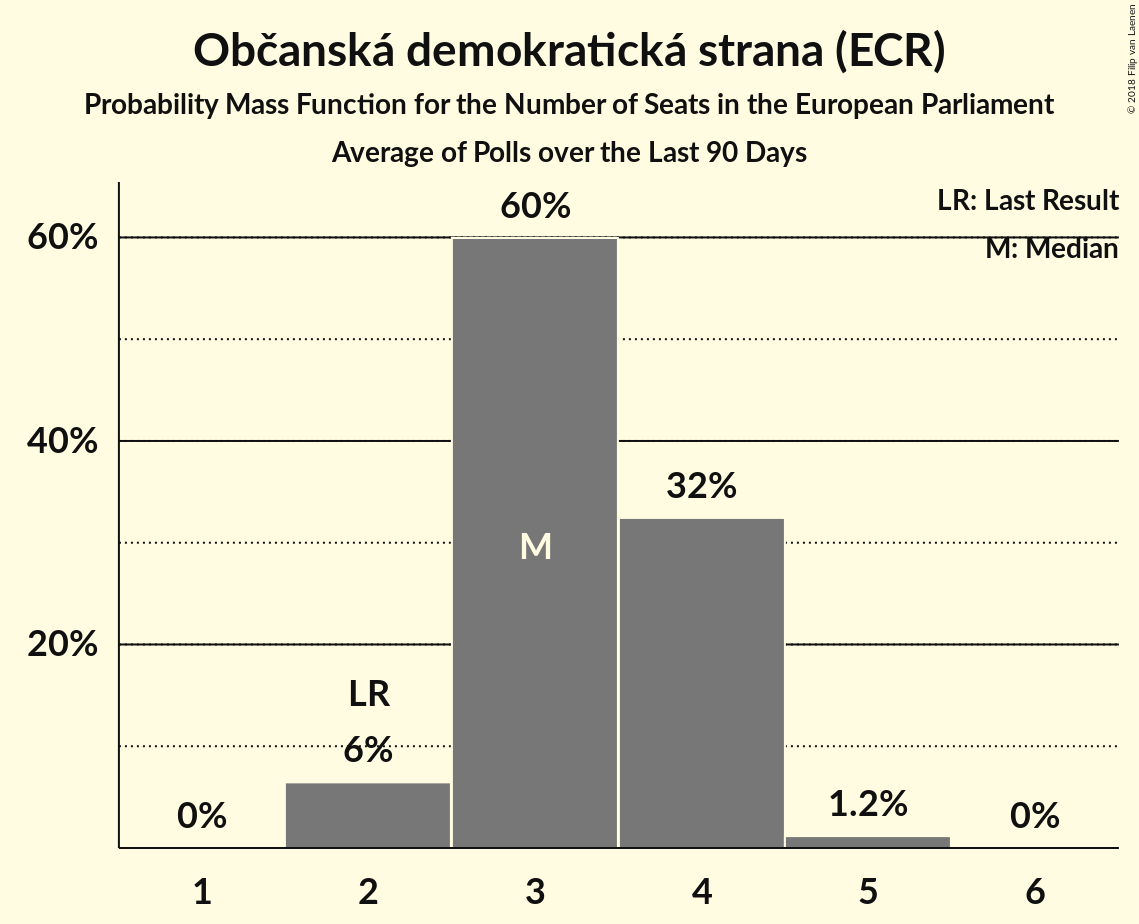 Občanská demokratická strana (ECR)
Probability Mass Function for the Number of Seats in the European Parliament
Average of Polls over the Last 90 Days
© 2018 Filip van Laenen
LR: Last Result
M: Median
60%
40%
20%
0%
LR
6%
60%
M
32%
1.2%
0%
1 2 3 4 5 6